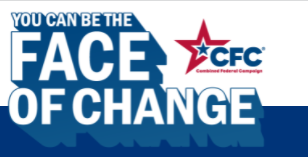 YOU CAN BE THE
FACE
OF CHANGE
CFC
Combined Federal Campaign